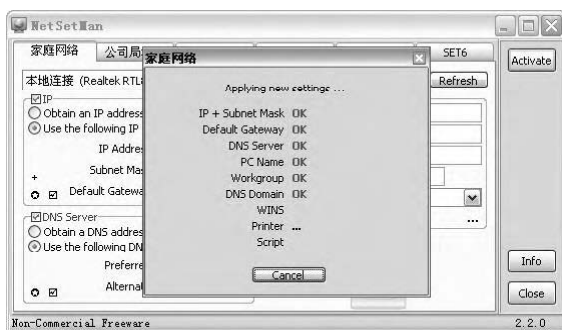 NetSetMan
家庭网络 公司局 SET6
Activate
本地连接 (Realtek RTL Refresh
IP
Obtain an IP address
Use the following IP
IP Addre
Subnet Ma
+
Default Gatewa
DNS Server
Obtain a DNS addres
Use the following DN
Preferre
Alterna
...
Info
Close
家庭网络
Applying new settings ...
IP + Subnet Mask OK
Default Gateway OK
DNS Server OK
PC Name OK
Workgroup OK
DNS Domain OK
WINS
Printer ...
Script
Cancel
Non-Commercial Freeware 2.2.0